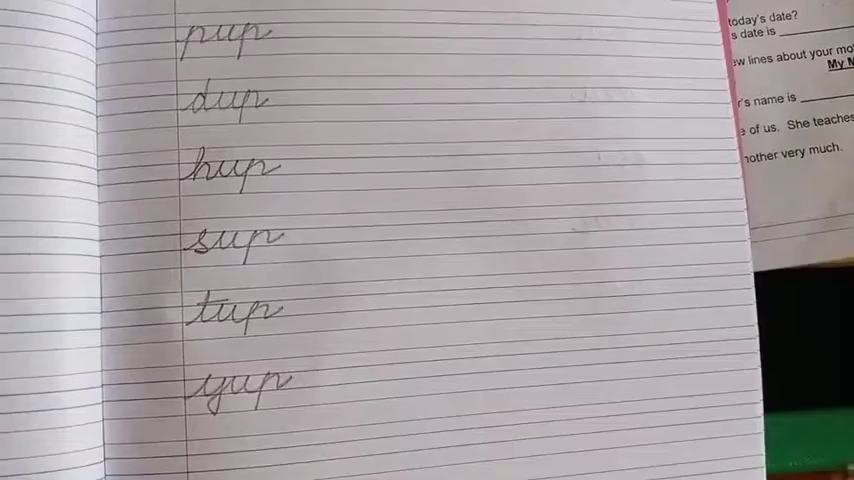 pup
dup
hup
sup
tup
yup
today's date?
s date is
ew lines about your mo
My M
r's name is
e of us. She teaches
nother very much.